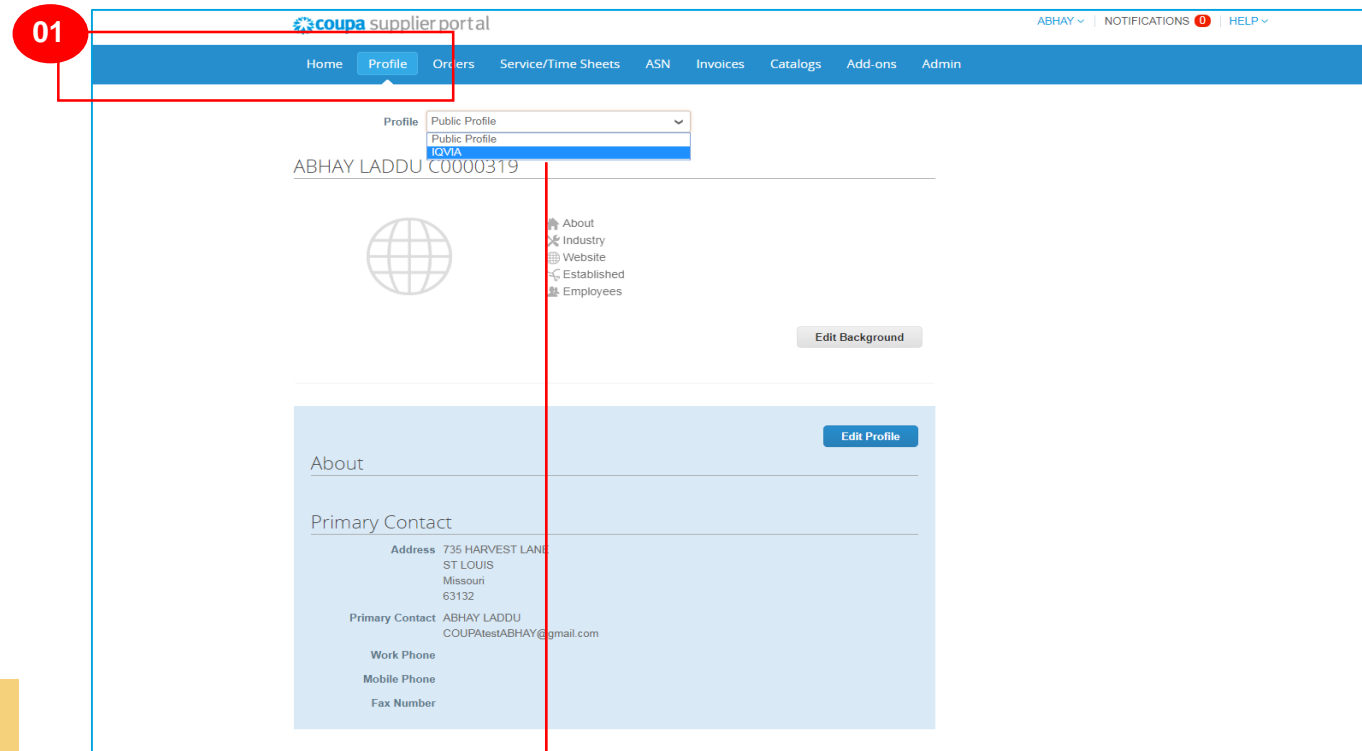 01
coupa supplier portal
ABHAY NOTIFICATIONS 0 HELP
Home Profile Orders Service/Time Sheets ASN Invoices Catalogs Add-ons Admin
Profile Public Profile
Public Profile
IQVIA
ABHAY LADDU C0000319
About
Industry
Website
Established
Employees
Edit Background
Edit Profile
About
Primary Contact
Address 735 HARVEST LANE
ST LOUIS
Missouri
63132
Primary Contact ABHAY LADDU
COUPAtestABHAY@gmail.com
Work Phone
Mobile Phone
Fax Number